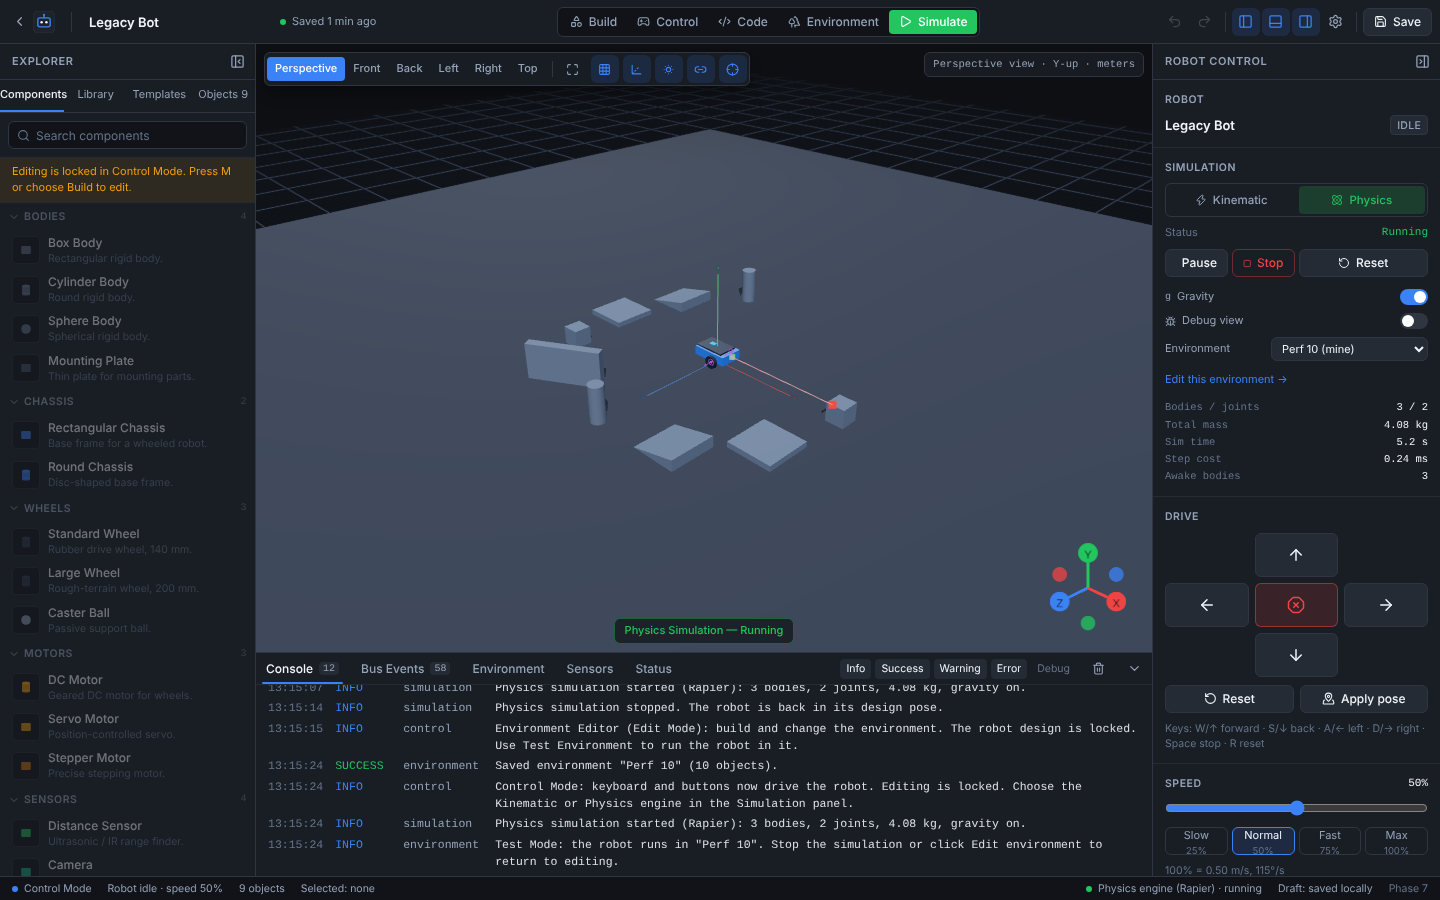 Legacy Bot
Saved 1 min ago
Build
Control
Code
Environment
Simulate
Save
EXPLORER
Components
Library
Templates
Objects 9
Search components
Editing is locked in Control Mode. Press M
or choose Build to edit.
BODIES 4
Box Body
Rectangular rigid body.
Cylinder Body
Round rigid body.
Sphere Body
Spherical rigid body.
Mounting Plate
Thin plate for mounting parts.
CHASSIS 2
Rectangular Chassis
Base frame for a wheeled robot.
Round Chassis
Disc-shaped base frame.
WHEELS 3
Standard Wheel
Rubber drive wheel, 140 mm.
Large Wheel
Rough-terrain wheel, 200 mm.
Caster Ball
Passive support ball.
MOTORS 3
DC Motor
Geared DC motor for wheels.
Servo Motor
Position-controlled servo.
Stepper Motor
Precise stepping motor.
SENSORS 4
Distance Sensor
Ultrasonic / IR range finder.
Camera
Perspective
Front
Back
Left
Right
Top
Perspective view · Y-up · meters
Y
Z
X
Physics Simulation — Running
Console 12
Bus Events 58
Environment
Sensors
Status
Info
Success
Warning
Error
Debug
13:15:07 INFO simulation Physics simulation started (Rapier): 3 bodies, 2 joints, 4.08 kg, gravity on.
13:15:14 INFO simulation Physics simulation stopped. The robot is back in its design pose.
13:15:15 INFO control Environment Editor (Edit Mode): build and change the environment. The robot design is locked.
Use Test Environment to run the robot in it.
13:15:24 SUCCESS environment Saved environment "Perf 10" (10 objects).
13:15:24 INFO control Control Mode: keyboard and buttons now drive the robot. Editing is locked. Choose the
Kinematic or Physics engine in the Simulation panel.
13:15:24 INFO simulation Physics simulation started (Rapier): 3 bodies, 2 joints, 4.08 kg, gravity on.
13:15:24 INFO environment Test Mode: the robot runs in "Perf 10". Stop the simulation or click Edit environment to
return to editing.
ROBOT CONTROL
ROBOT
Legacy Bot
IDLE
SIMULATION
Kinematic
Physics
Status Running
Pause
Stop
Reset
g Gravity
Debug view
Environment Perf 10 (mine)
Edit this environment →
Bodies / joints 3 / 2
Total mass 4.08 kg
Sim time 5.2 s
Step cost 0.24 ms
Awake bodies 3
DRIVE
Reset
Apply pose
Keys: W/↑ forward · S/↓ back · A/← left · D/→ right ·
Space stop · R reset
SPEED 50%
Slow
25%
Normal
50%
Fast
75%
Max
100%
100% = 0.50 m/s, 115°/s
Control Mode
Robot idle · speed 50%
9 objects
Selected: none
Physics engine (Rapier) · running
Draft: saved locally
Phase 7